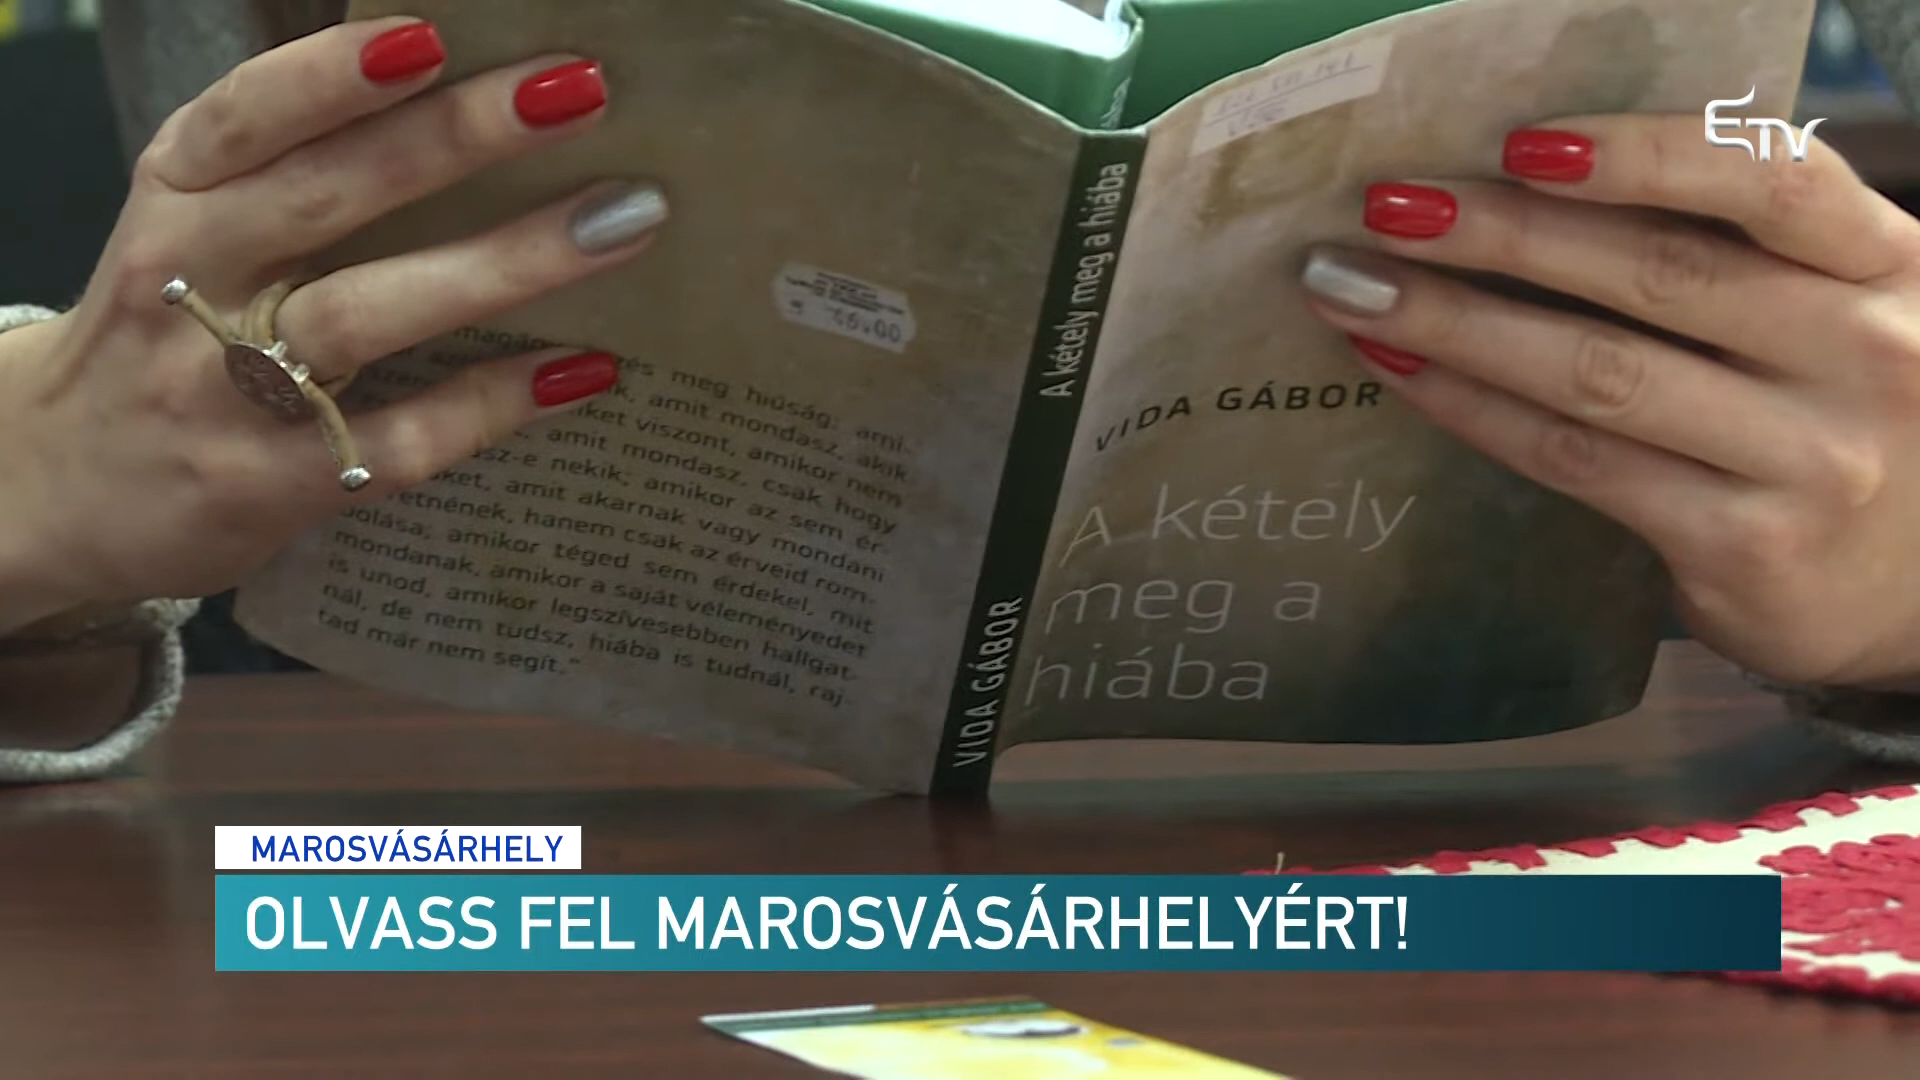 ETV
magán
és meg hiúság: ami-
amit mondasz, akik
viszont, amikor nem
amit mondasz, csak hogy
nekik; amikor az sem ér-
amit akarnak vagy mondani
hanem csak az érveid rom-
bolása; amikor téged sem érdekel, mit
mondanak, amikor a saját véleményedet
is unod, amikor legszívesebben hallgat-
nál, de nem tudsz, hiába is tudnál, raj-
tad már nem segít.”
A kétely meg a hiába
VIDA GÁBOR
VIDA GÁBOR
A kétely
meg a
hiába
MAROSVÁSÁRHELY
OLVASS FEL MAROSVÁSÁRHELYÉRT!